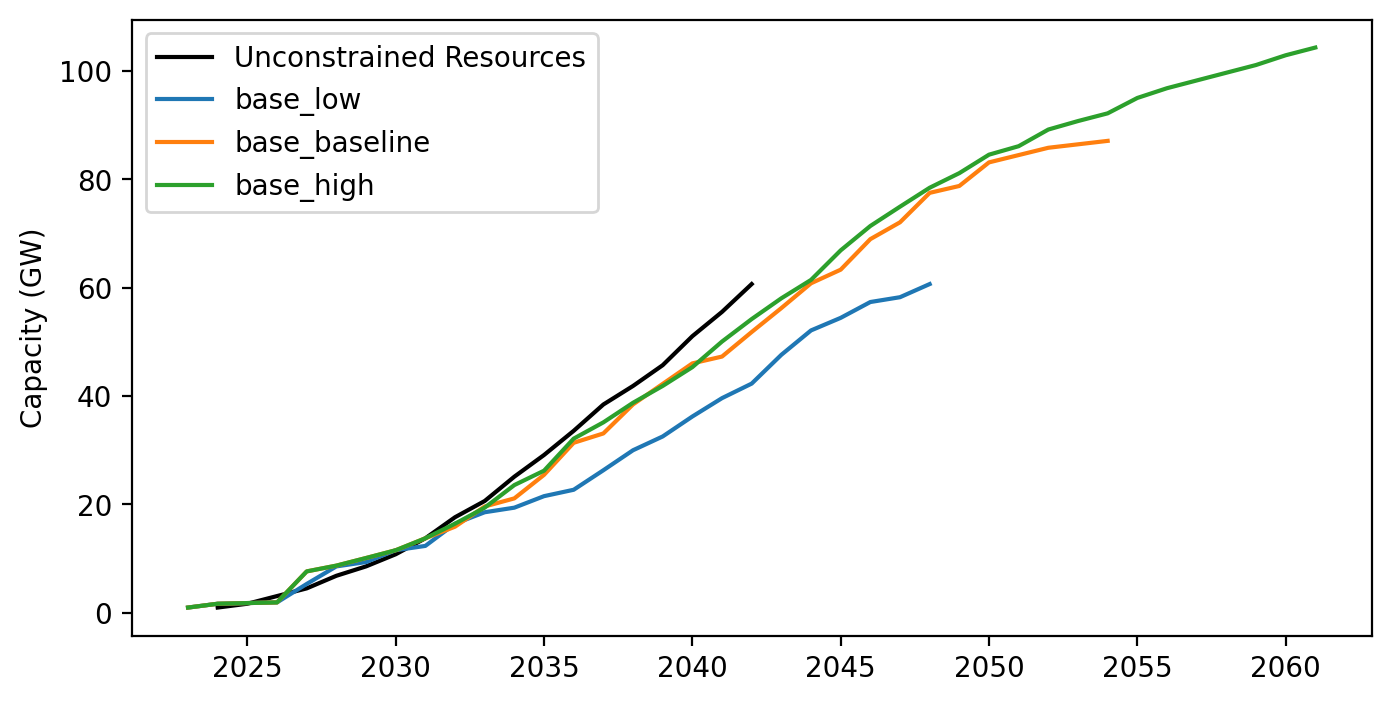 Unconstrained Resources
base_low
base_baseline
base_high
Capacity (GW)
100
80
60
40
20
0
2025 2030 2035 2040 2045 2050 2055 2060